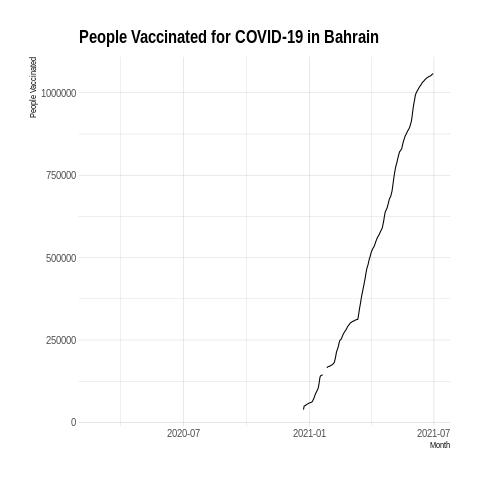 People Vaccinated for COVID-19 in Bahrain
People Vaccinated
1000000
750000
500000
250000
0
2020-07
2021-01
2021-07
Month